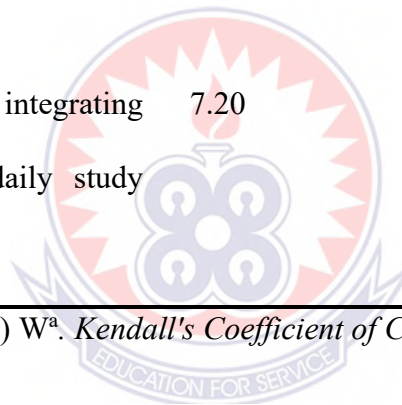 integrating 7.20
daily study
) Wᵃ. Kendall's Coefficient of C
EDUCATION FOR SERVICE